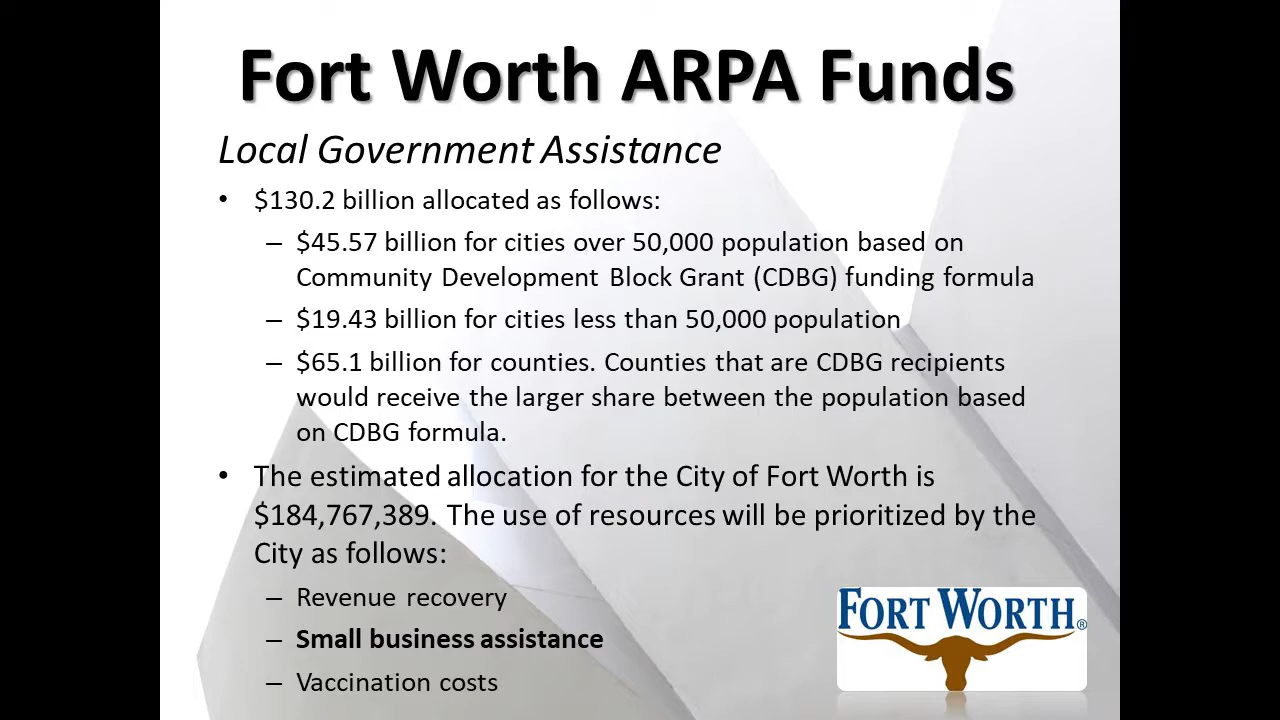 Fort Worth ARPA Funds
Local Government Assistance
• $130.2 billion allocated as follows:
– $45.57 billion for cities over 50,000 population based on
Community Development Block Grant (CDBG) funding formula
– $19.43 billion for cities less than 50,000 population
– $65.1 billion for counties. Counties that are CDBG recipients
would receive the larger share between the population based
on CDBG formula.
• The estimated allocation for the City of Fort Worth is
$184,767,389. The use of resources will be prioritized by the
City as follows:
– Revenue recovery
– Small business assistance
– Vaccination costs
FORT WORTH®